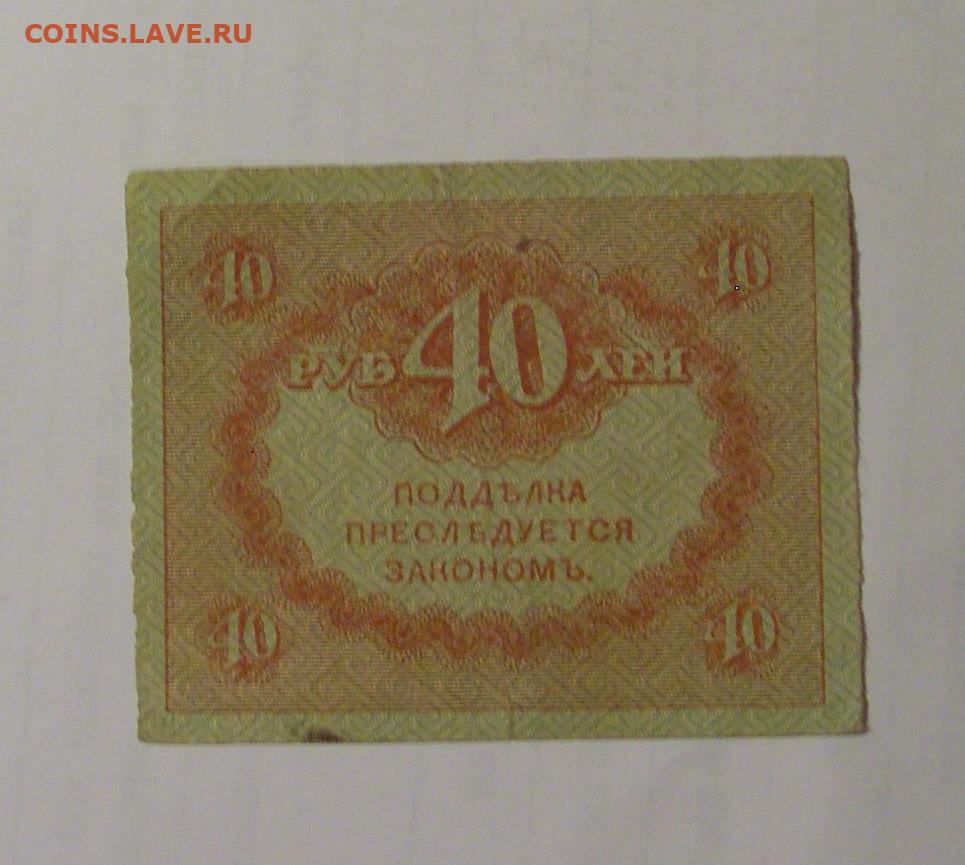 COINS.LAVE.RU
40 40
РУБ 40 ЛЕЙ
ПОДДѢЛКА
ПРЕСЛѢДУЕТСЯ
ЗАКОНОМЪ.
40 40